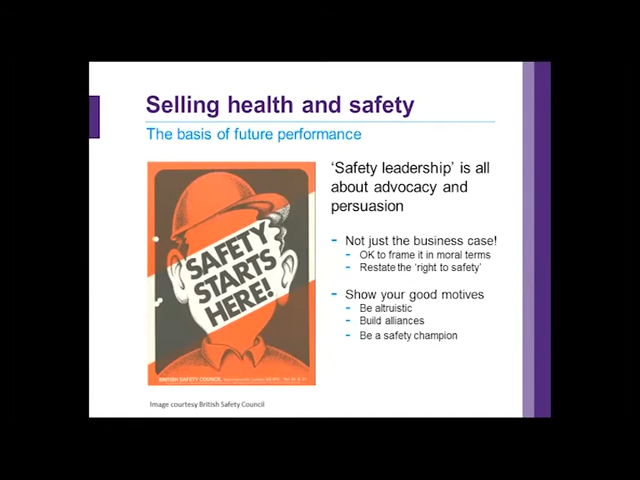 Selling health and safety
The basis of future performance
SAFETY
STARTS
HERE!
BRITISH SAFETY COUNCIL
Image courtesy British Safety Council
‘Safety leadership’ is all
about advocacy and
persuasion
- Not just the business case!
- OK to frame it in moral terms
- Restate the ‘right to safety’
- Show your good motives
- Be altruistic
- Build alliances
- Be a safety champion